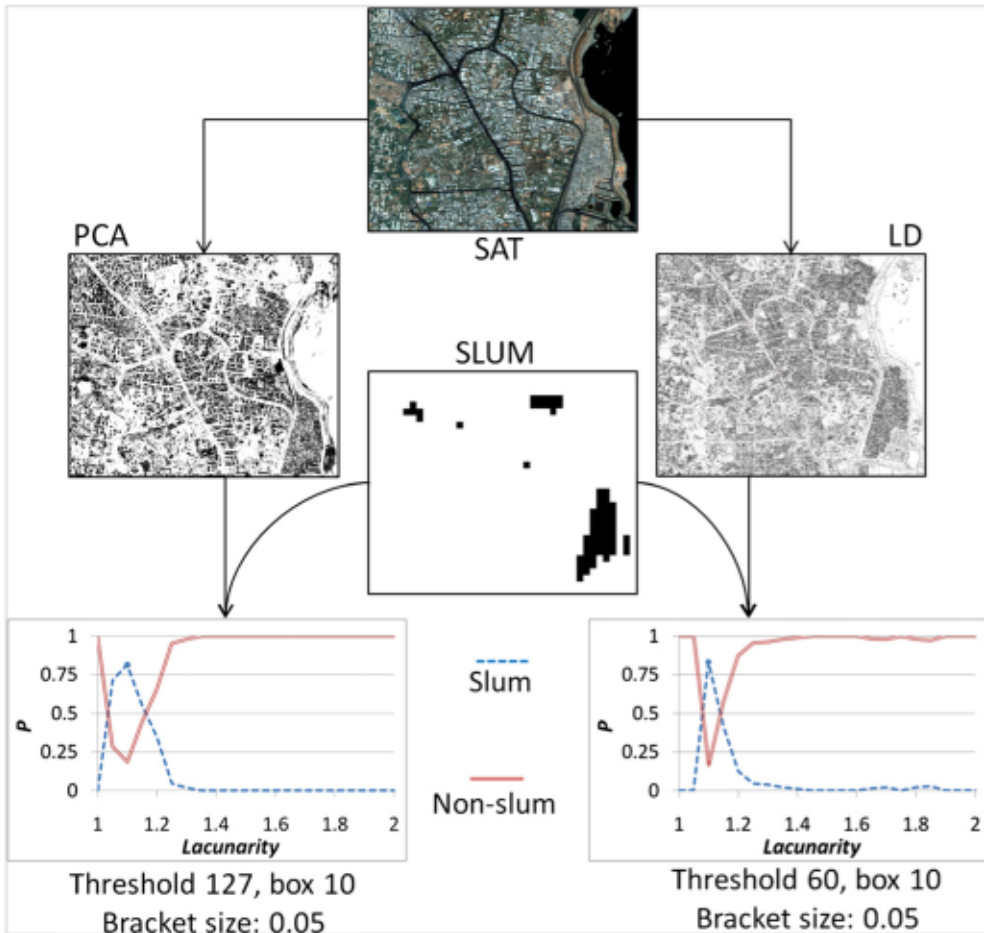 SAT
PCA
LD
SLUM
1
0.75
0.5
0.25
0
P
1 1.2 1.4 1.6 1.8 2
Lacunarity
Threshold 127, box 10
Bracket size: 0.05
Slum
Non-slum
1
0.75
0.5
0.25
0
P
1 1.2 1.4 1.6 1.8 2
Lacunarity
Threshold 60, box 10
Bracket size: 0.05